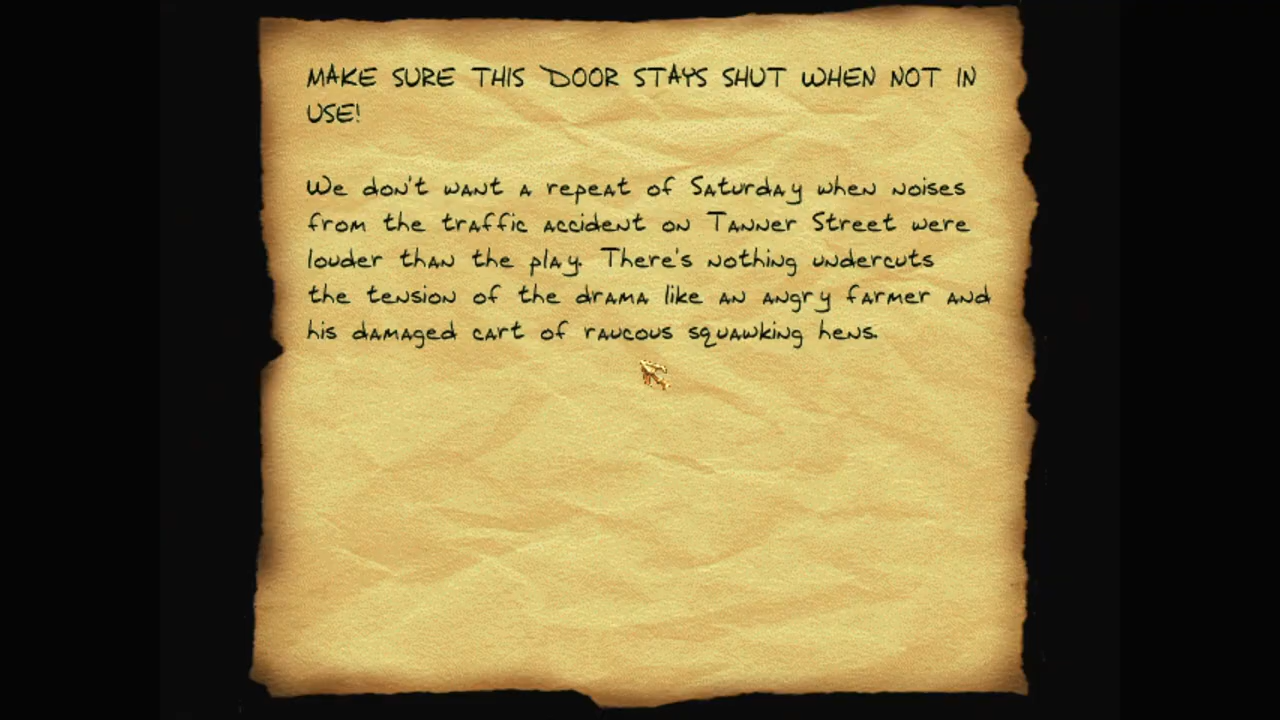 MAKE SURE THIS DOOR STAYS SHUT WHEN NOT IN
USE!
We don't want a repeat of Saturday when noises
from the traffic accident on Tanner Street were
louder than the play. There's nothing undercuts
the tension of the drama like an angry farmer and
his damaged cart of raucous squawking hens.